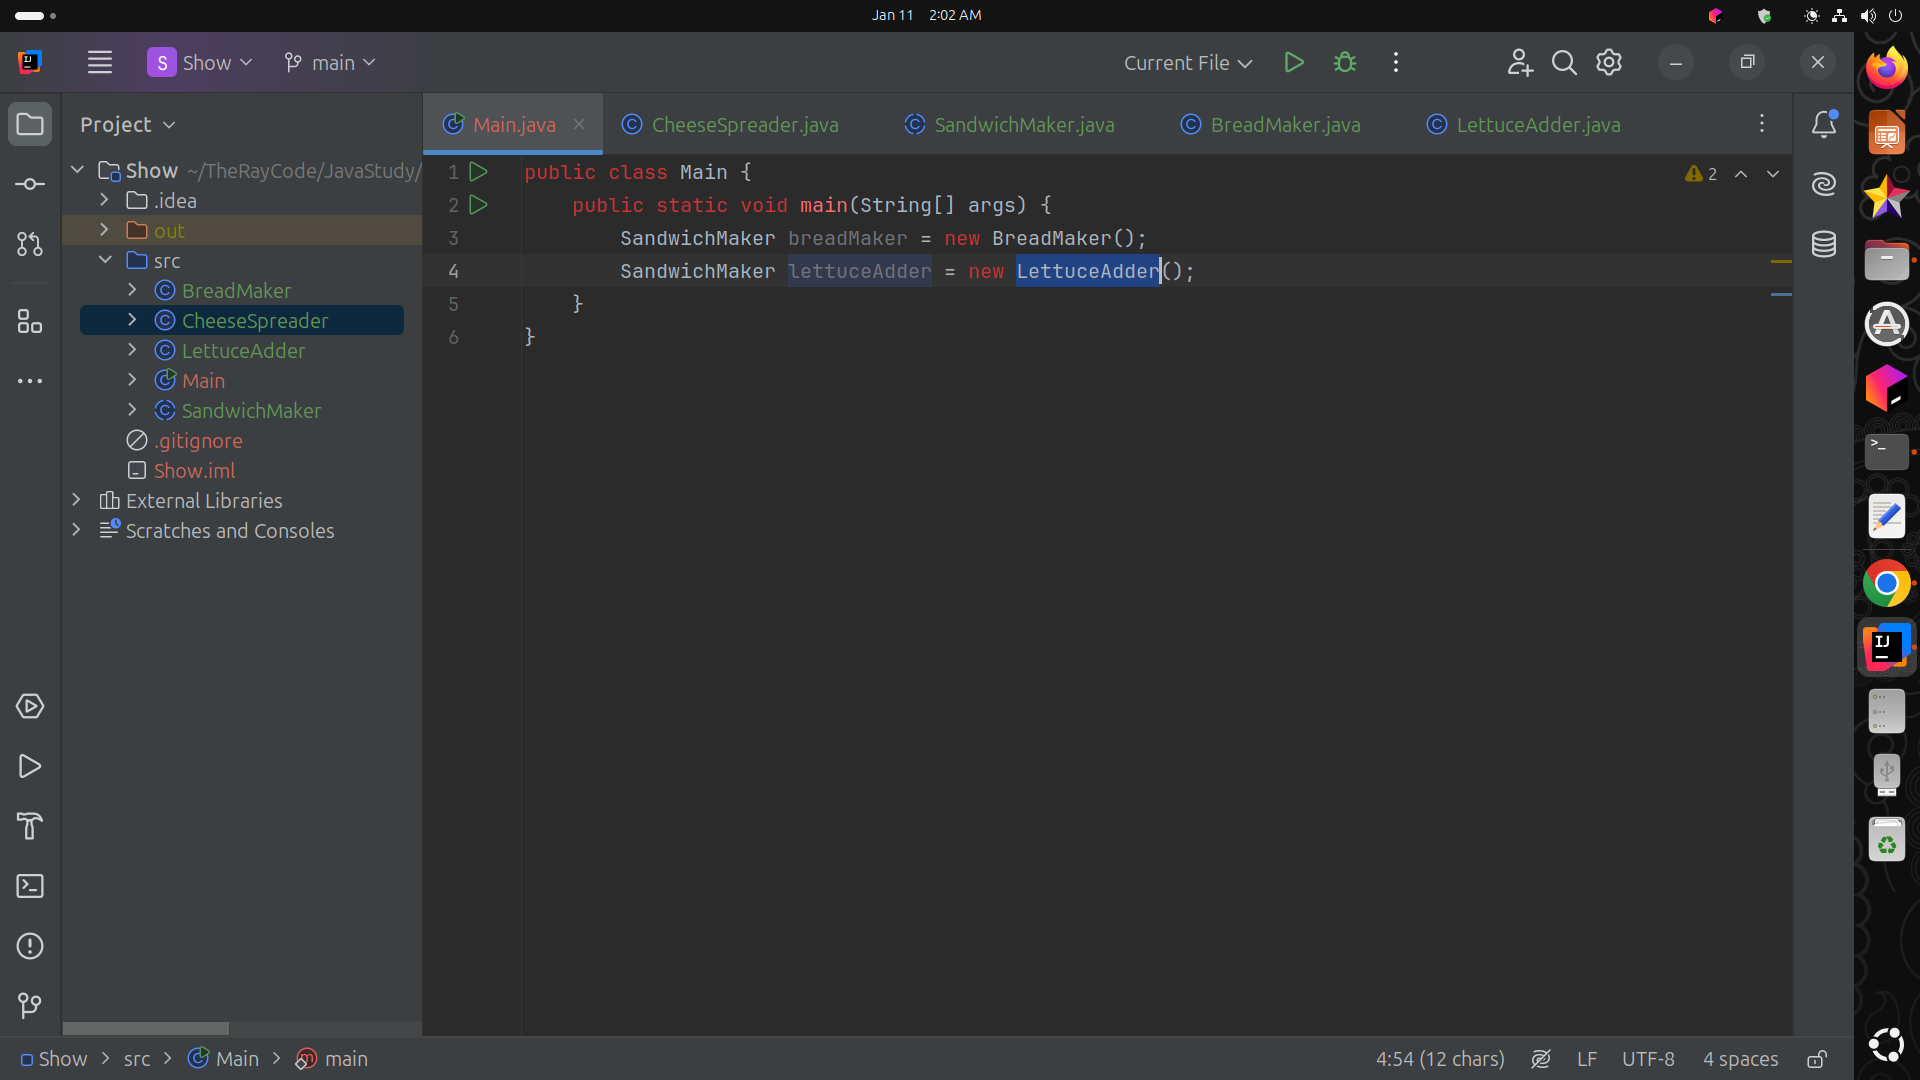 Jan 11 2:02 AM
S Show main Current File
Project
Main.java CheeseSpreader.java SandwichMaker.java BreadMaker.java LettuceAdder.java
Show ~/TheRayCode/JavaStudy/
.idea
out
src
BreadMaker
CheeseSpreader
LettuceAdder
Main
SandwichMaker
.gitignore
Show.iml
External Libraries
Scratches and Consoles
1 public class Main {
2 public static void main(String[] args) {
3 SandwichMaker breadMaker = new BreadMaker();
4 SandwichMaker lettuceAdder = new LettuceAdder();
5 }
6 }
2
Show > src > Main > main
4:54 (12 chars) LF UTF-8 4 spaces